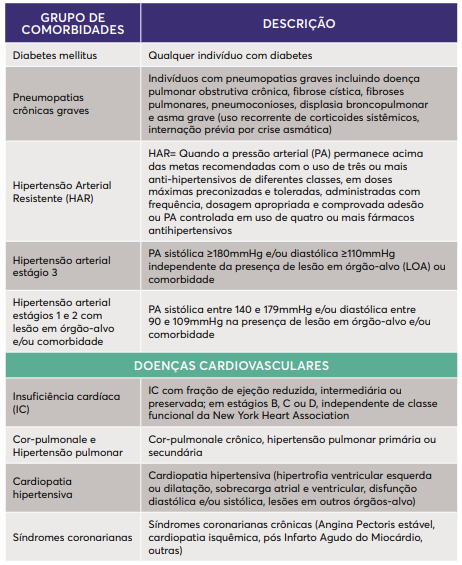 GRUPO DE
COMORBIDADES
DESCRIÇÃO
Diabetes mellitus
Qualquer indivíduo com diabetes
Pneumopatias
crônicas graves
Indivíduos com pneumopatias graves incluindo doença
pulmonar obstrutiva crônica, fibrose cística, fibroses
pulmonares, pneumoconioses, displasia broncopulmonar
e asma grave (uso recorrente de corticoides sistêmicos,
internação prévia por crise asmática)
Hipertensão Arterial
Resistente (HAR)
HAR= Quando a pressão arterial (PA) permanece acima
das metas recomendadas com o uso de três ou mais
anti-hipertensivos de diferentes classes, em doses
máximas preconizadas e toleradas, administradas com
frequência, dosagem apropriada e comprovada adesão
ou PA controlada em uso de quatro ou mais fármacos
antihipertensivos
Hipertensão arterial
estágio 3
PA sistólica ≥180mmHg e/ou diastólica ≥110mmHg
independente da presença de lesão em órgão-alvo (LOA) ou
comorbidade
Hipertensão arterial
estágios 1 e 2 com
lesão em órgão-alvo
e/ou comorbidade
PA sistólica entre 140 e 179mmHg e/ou diastólica entre
90 e 109mmHg na presença de lesão em órgão-alvo e/ou
comorbidade
DOENÇAS CARDIOVASCULARES
Insuficiência cardíaca
(IC)
IC com fração de ejeção reduzida, intermediária ou
preservada; em estágios B, C ou D, independente de classe
funcional da New York Heart Association
Cor-pulmonale e
Hipertensão pulmonar
Cor-pulmonale crônico, hipertensão pulmonar primária ou
secundária
Cardiopatia
hipertensiva
Cardiopatia hipertensiva (hipertrofia ventricular esquerda
ou dilatação, sobrecarga atrial e ventricular, disfunção
diastólica e/ou sistólica, lesões em outros órgãos-alvo)
Síndromes coronarianas
Síndromes coronarianas crônicas (Angina Pectoris estável,
cardiopatia isquêmica, pós Infarto Agudo do Miocárdio,
outras)